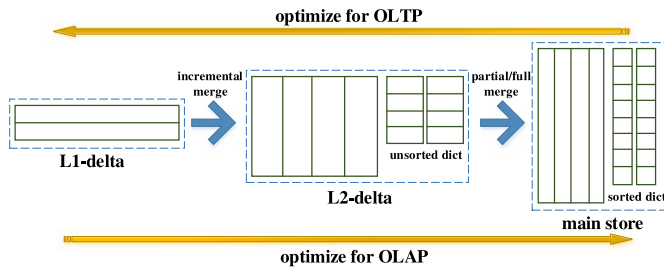 optimize for OLTP
incremental
merge
partial/full
merge
unsorted dict
sorted dict
L1-delta
L2-delta
main store
optimize for OLAP